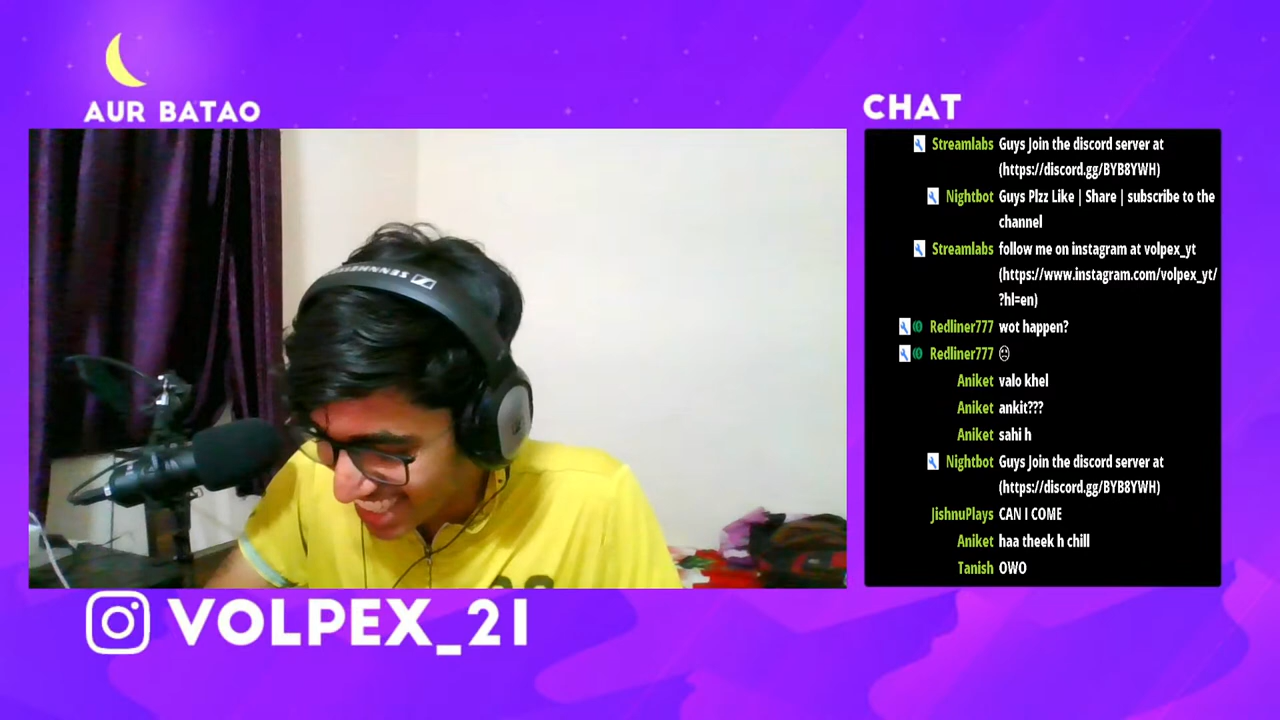 AUR BATAO
SENNHEISER
VOLPEX_21
CHAT
Streamlabs Guys Join the discord server at
(https://discord.gg/BYB8YWH)
Nightbot Guys Plzz Like | Share | subscribe to the
channel
Streamlabs follow me on instagram at volpex_yt
(https://www.instagram.com/volpex_yt/
?hl=en)
Redliner777 wot happen?
Redliner777 ☹
Aniket valo khel
Aniket ankit???
Aniket sahi h
Nightbot Guys Join the discord server at
(https://discord.gg/BYB8YWH)
JishnuPlays CAN I COME
Aniket haa theek h chill
Tanish OWO